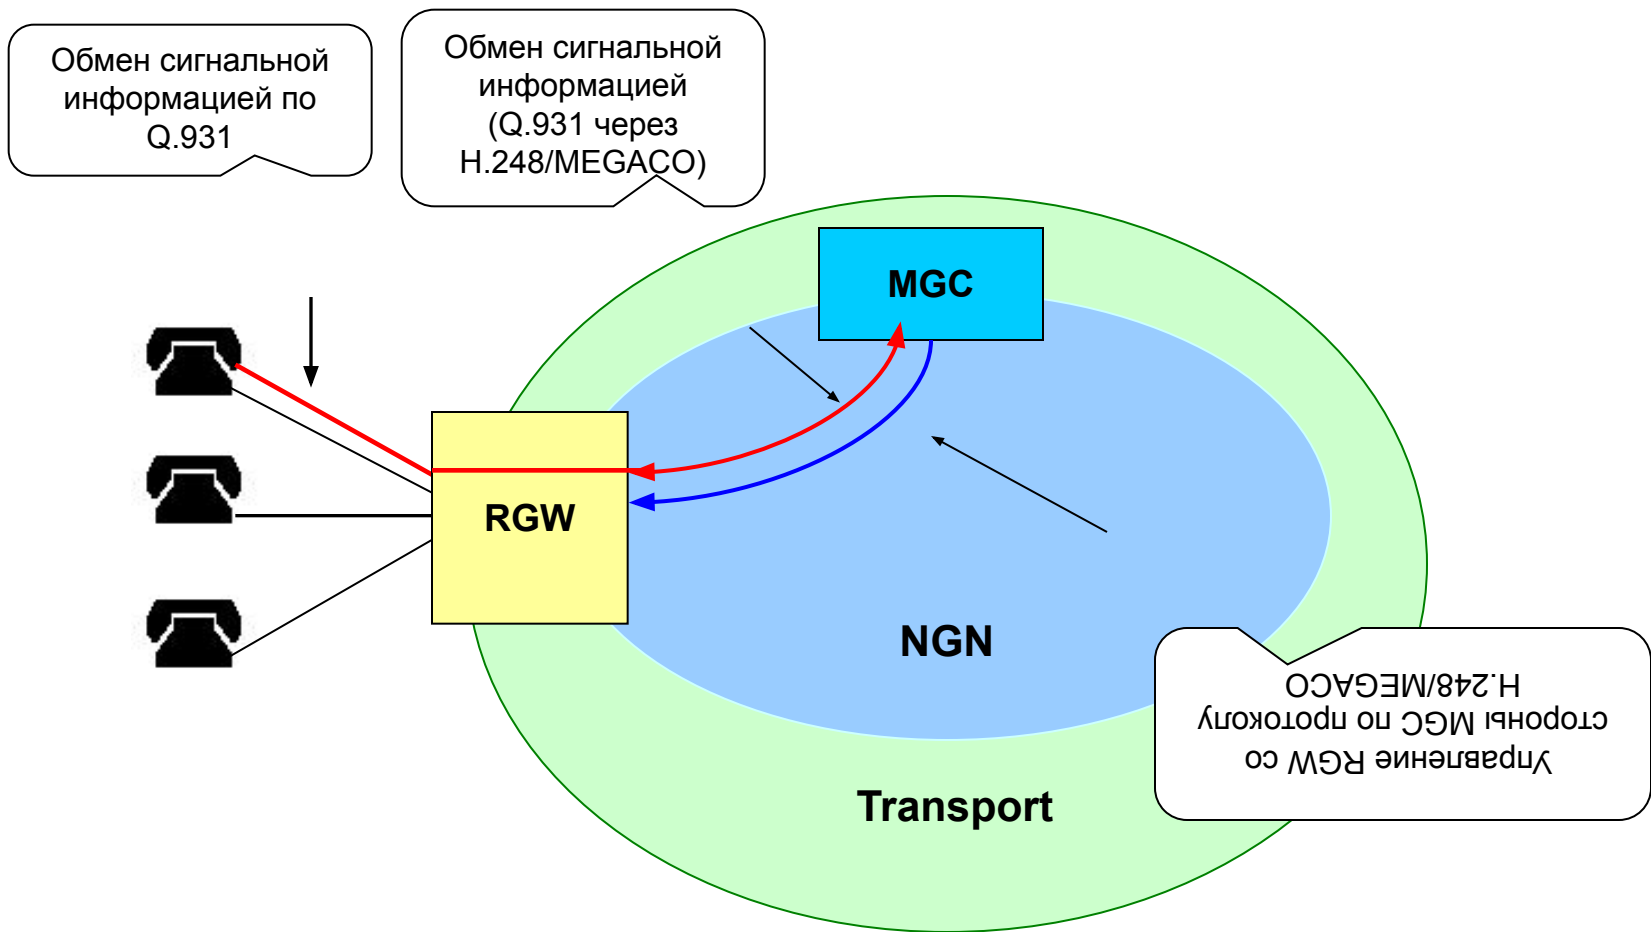 Обмен сигнальной
информацией по
Q.931
Обмен сигнальной
информацией
(Q.931 через
H.248/MEGACO)
MGC
RGW
NGN
Управление RGW со
стороны MGC по протоколу
H.248/MEGACO
Transport